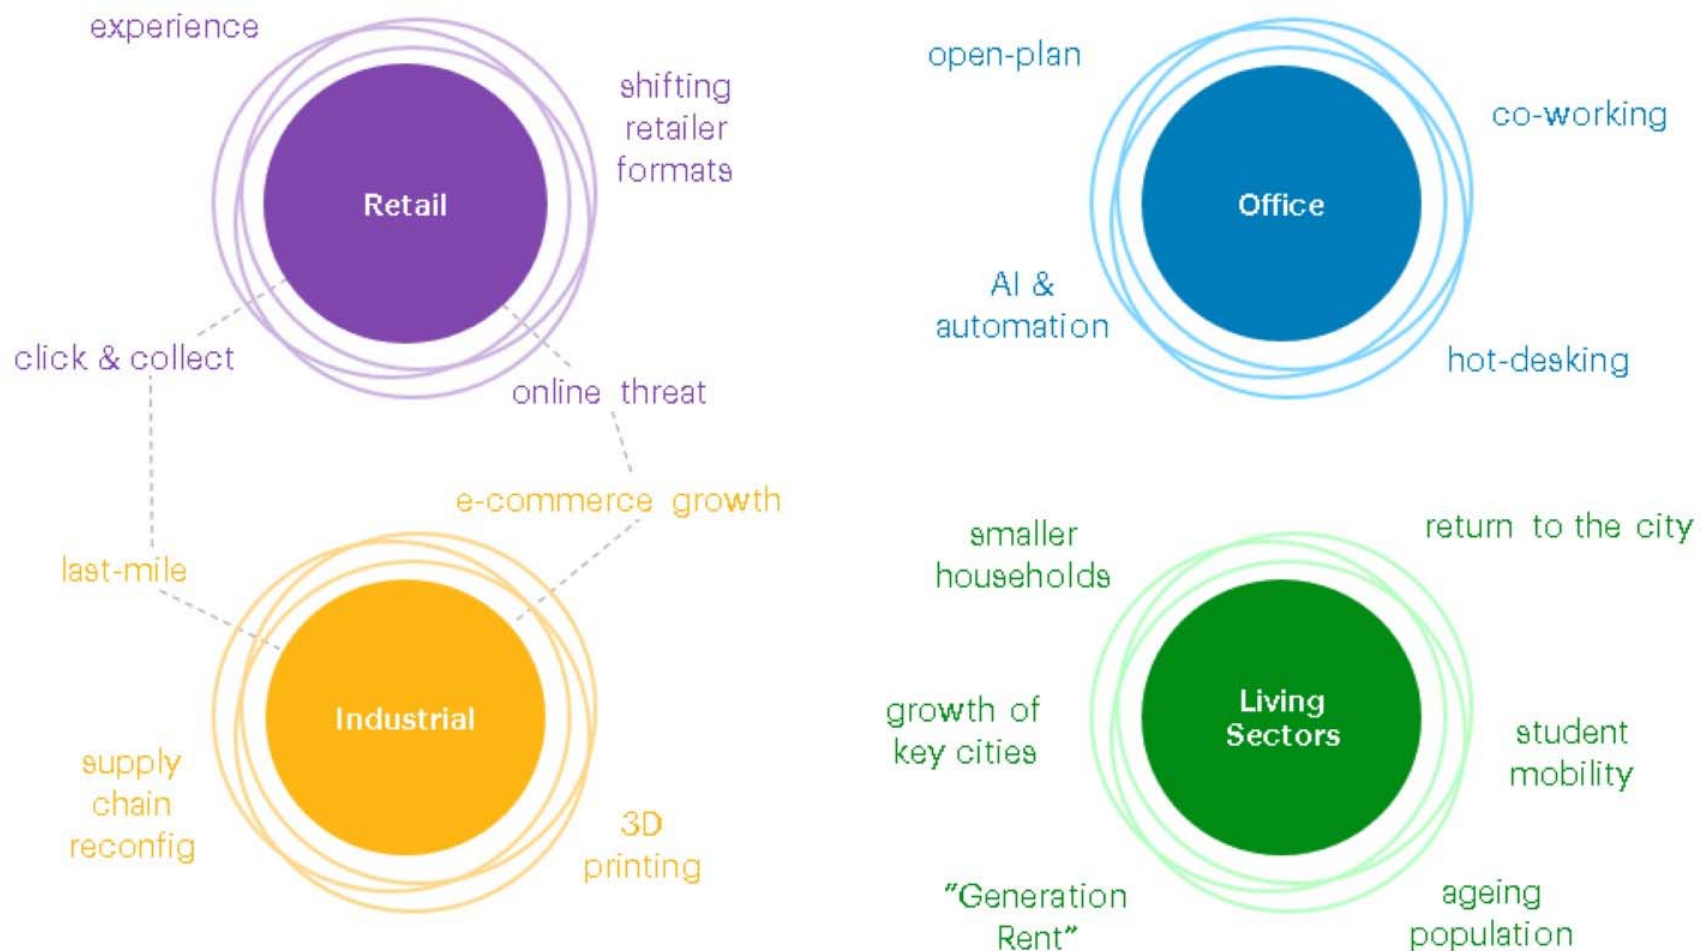 experience
shifting
retailer
formats
Retail
click & collect
online threat
open-plan
co-working
Office
AI &
automation
hot-desking
e-commerce growth
last-mile
Industrial
supply
chain
reconfig
3D
printing
smaller
households
return to the city
growth of
key cities
Living
Sectors
student
mobility
"Generation
Rent"
ageing
population